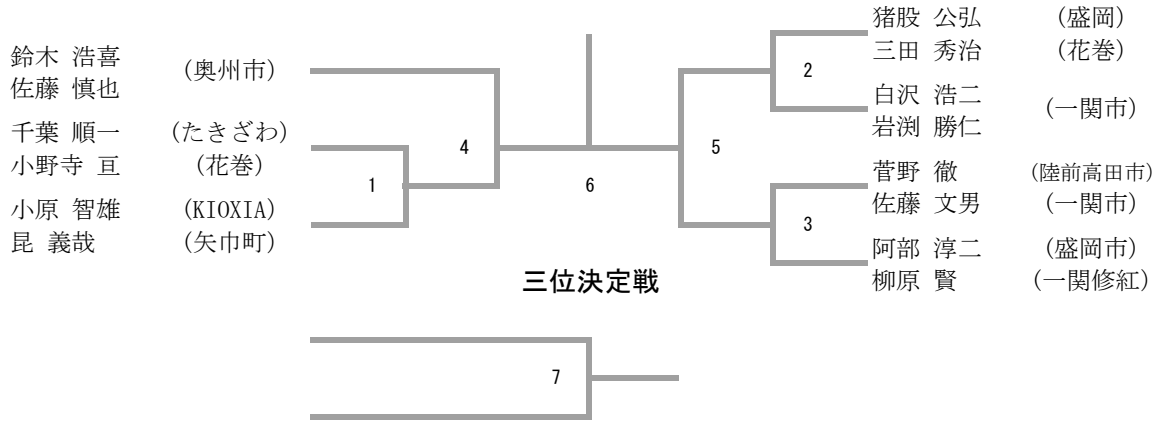 鈴木 浩喜
佐藤 慎也
(奥州市)
千葉 順一 (たきざわ)
小野寺 亘 (花巻)
小原 智雄 (KIOXIA)
昆 義哉 (矢巾町)
1
4
6
5
2
3
猪股 公弘 (盛岡)
三田 秀治 (花巻)
白沢 浩二
岩渕 勝仁
(一関市)
菅野 徹 (陸前高田市)
佐藤 文男 (一関市)
阿部 淳二 (盛岡市)
柳原 賢 (一関修紅)
三位決定戦
7